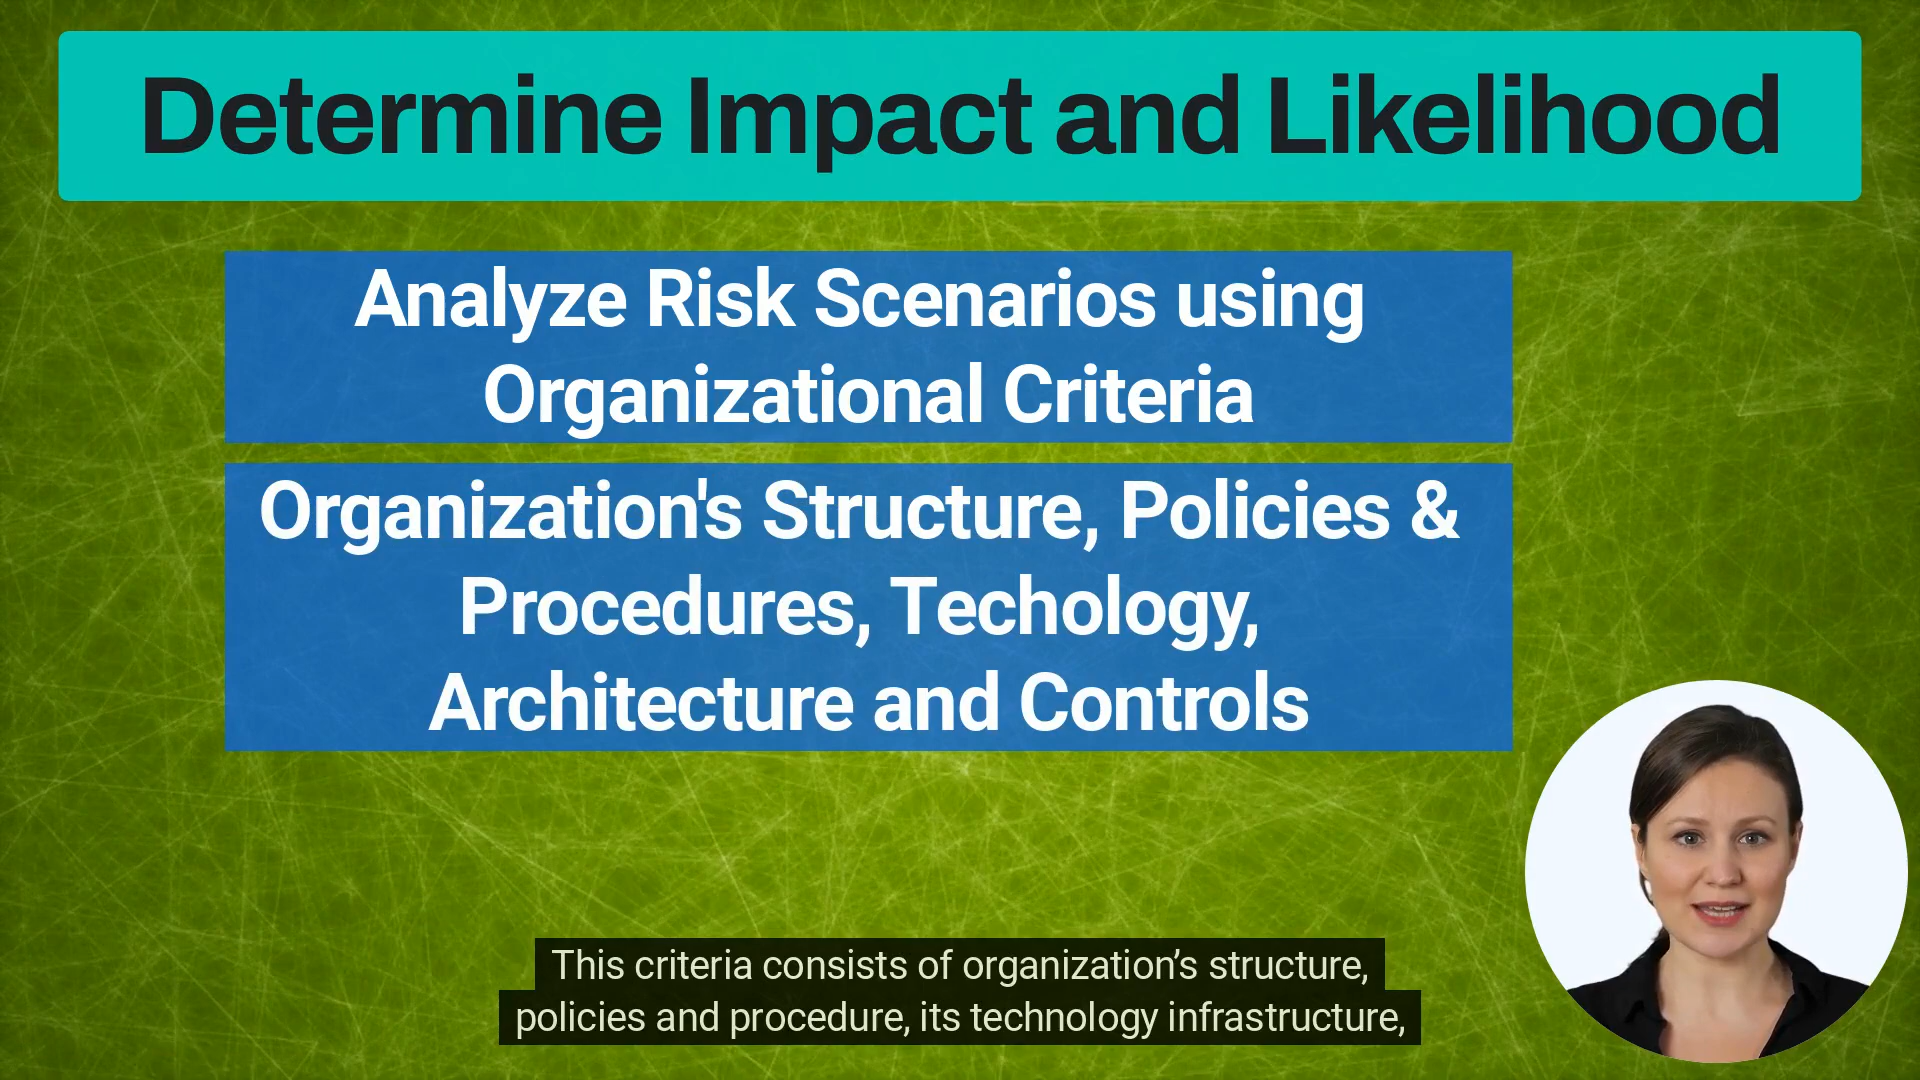 Determine Impact and Likelihood
Analyze Risk Scenarios using
Organizational Criteria
Organization's Structure, Policies &
Procedures, Techology,
Architecture and Controls
This criteria consists of organization’s structure,
policies and procedure, its technology infrastructure,